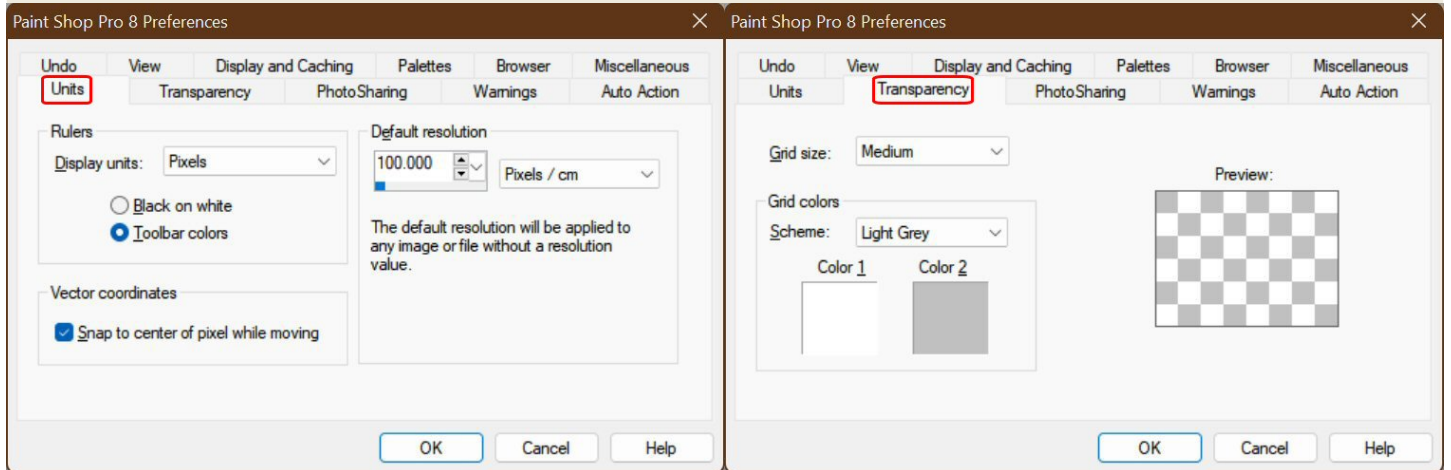 Paint Shop Pro 8 Preferences
Undo View Display and Caching Palettes Browser Miscellaneous
Units Transparency PhotoSharing Warnings Auto Action
Rulers
Display units: Pixels
Black on white
Toolbar colors
Vector coordinates
Snap to center of pixel while moving
Default resolution
100.000 Pixels / cm
The default resolution will be applied to
any image or file without a resolution
value.
OK Cancel Help
Paint Shop Pro 8 Preferences
Undo View Display and Caching Palettes Browser Miscellaneous
Units Transparency PhotoSharing Warnings Auto Action
Grid size: Medium
Grid colors
Scheme: Light Grey
Color 1 Color 2
Preview:
OK Cancel Help